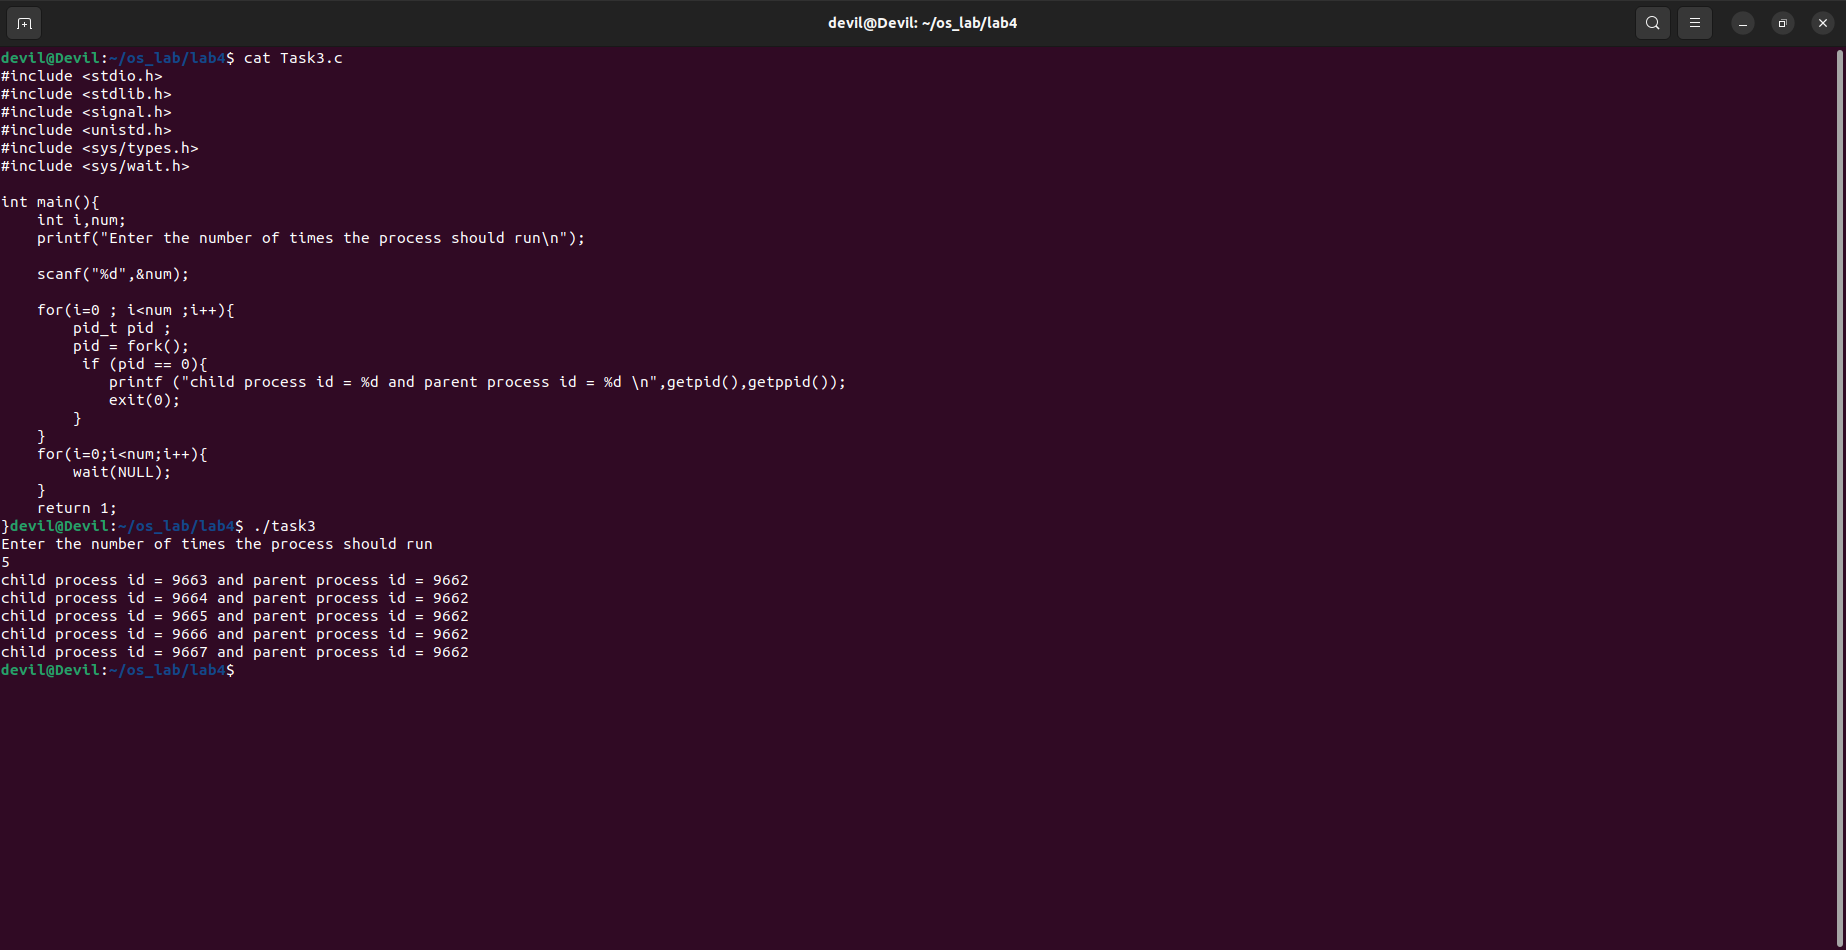 devil@Devil: ~/os_lab/lab4
devil@Devil:~/os_lab/lab4$ cat Task3.c
#include <stdio.h>
#include <stdlib.h>
#include <signal.h>
#include <unistd.h>
#include <sys/types.h>
#include <sys/wait.h>

int main(){
    int i,num;
    printf("Enter the number of times the process should run\n");

    scanf("%d",&num);

    for(i=0 ; i<num ;i++){
        pid_t pid ;
        pid = fork();
         if (pid == 0){
            printf ("child process id = %d and parent process id = %d \n",getpid(),getppid());
            exit(0);
        }
    }
    for(i=0;i<num;i++){
        wait(NULL);
    }
    return 1;
}devil@Devil:~/os_lab/lab4$ ./task3
Enter the number of times the process should run
5
child process id = 9663 and parent process id = 9662
child process id = 9664 and parent process id = 9662
child process id = 9665 and parent process id = 9662
child process id = 9666 and parent process id = 9662
child process id = 9667 and parent process id = 9662
devil@Devil:~/os_lab/lab4$